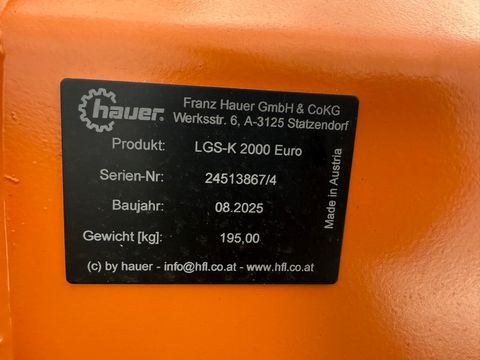 hauer
Franz Hauer GmbH & CoKG
Werksstr. 6, A-3125 Statzendorf
Produkt: LGS-K 2000 Euro
Serien-Nr: 24513867/4
Baujahr: 08.2025
Gewicht [kg]: 195,00
Made in Austria
(c) by hauer - info@hfl.co.at - www.hfl.co.at